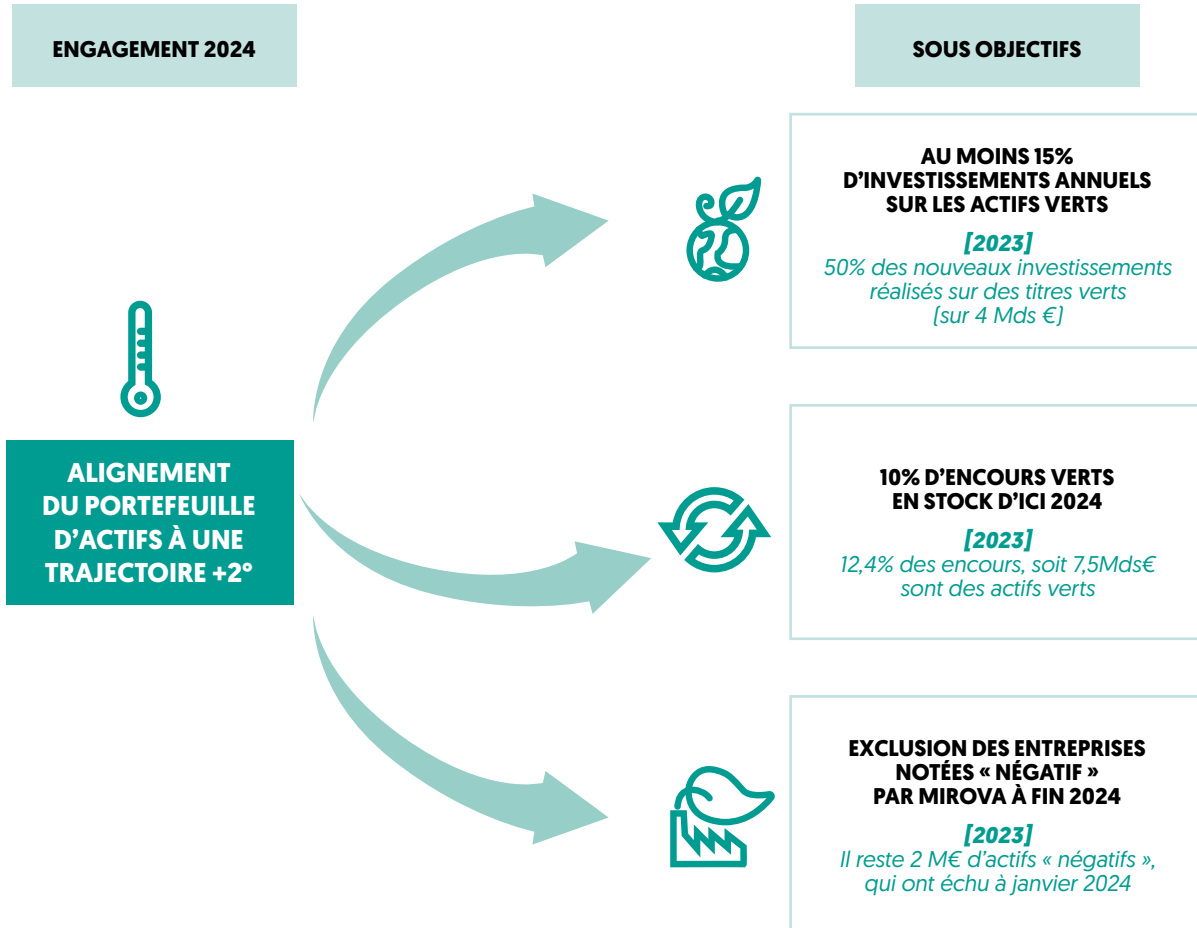 ENGAGEMENT 2024
SOUS OBJECTIFS
ALIGNEMENT
DU PORTEFEUILLE
D'ACTIFS À UNE
TRAJECTOIRE +2°
AU MOINS 15%
D'INVESTISSEMENTS ANNUELS
SUR LES ACTIFS VERTS
[2023]
50% des nouveaux investissements
réalisés sur des titres verts
(sur 4 Mds €)
10% D'ENCOURS VERTS
EN STOCK D'ICI 2024
[2023]
12,4% des encours, soit 7,5Mds€
sont des actifs verts
EXCLUSION DES ENTREPRISES
NOTÉES « NÉGATIF »
PAR MIROVA À FIN 2024
[2023]
Il reste 2 M€ d'actifs « négatifs »,
qui ont échu à janvier 2024